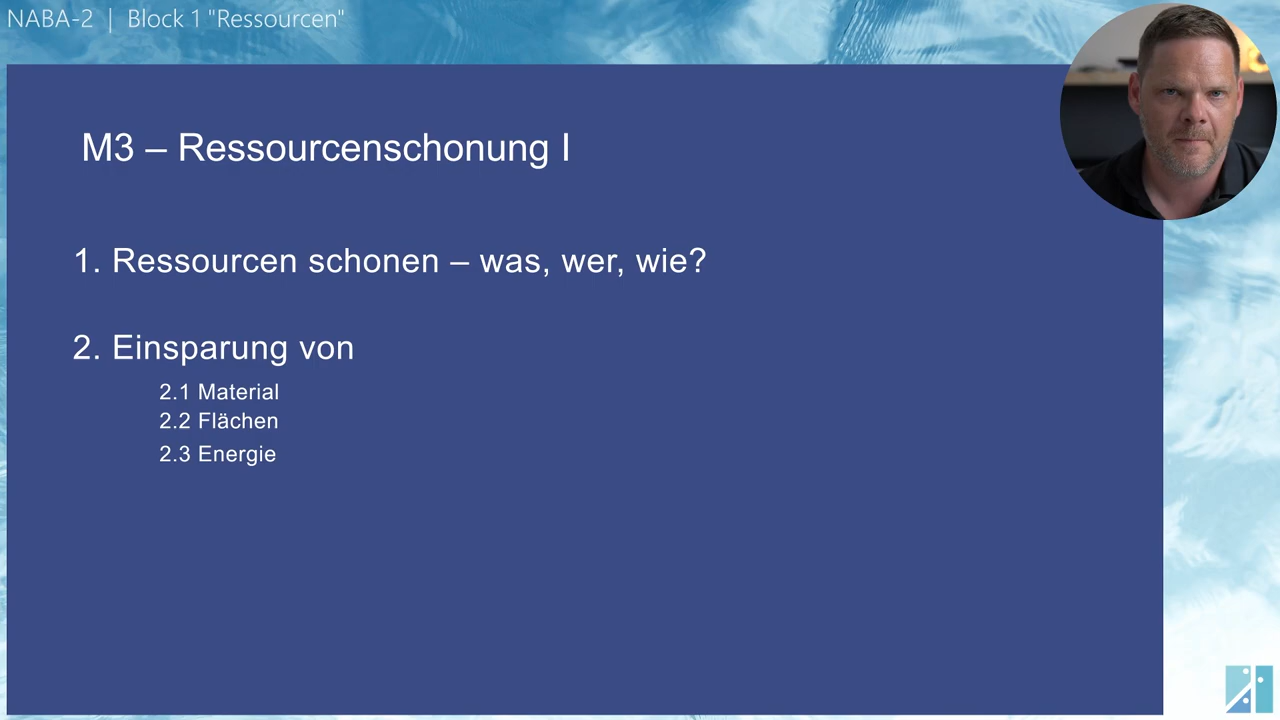 NABA-2 | Block 1 "Ressourcen"
M3 – Ressourcenschonung I
1. Ressourcen schonen – was, wer, wie?
2. Einsparung von
2.1 Material
2.2 Flächen
2.3 Energie